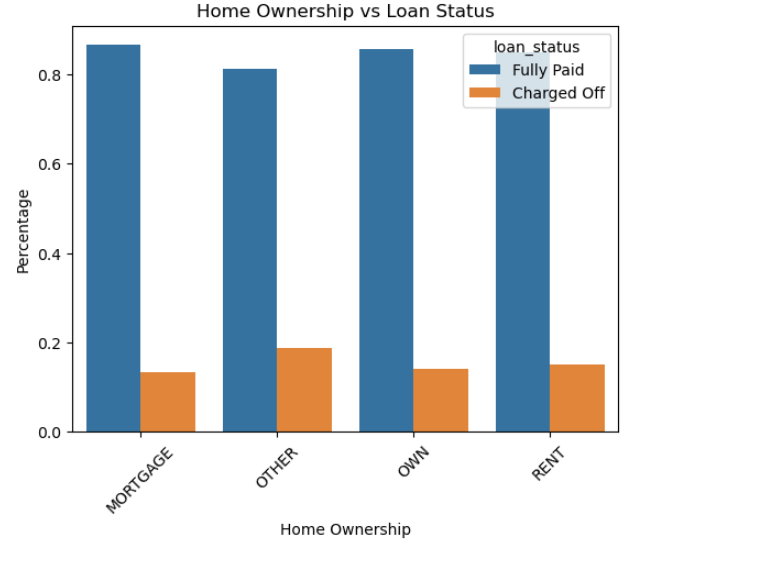 Home Ownership vs Loan Status
loan_status
Fully Paid
Charged Off
Percentage
0.8
0.6
0.4
0.2
0.0
MORTGAGE
OTHER
OWN
RENT
Home Ownership